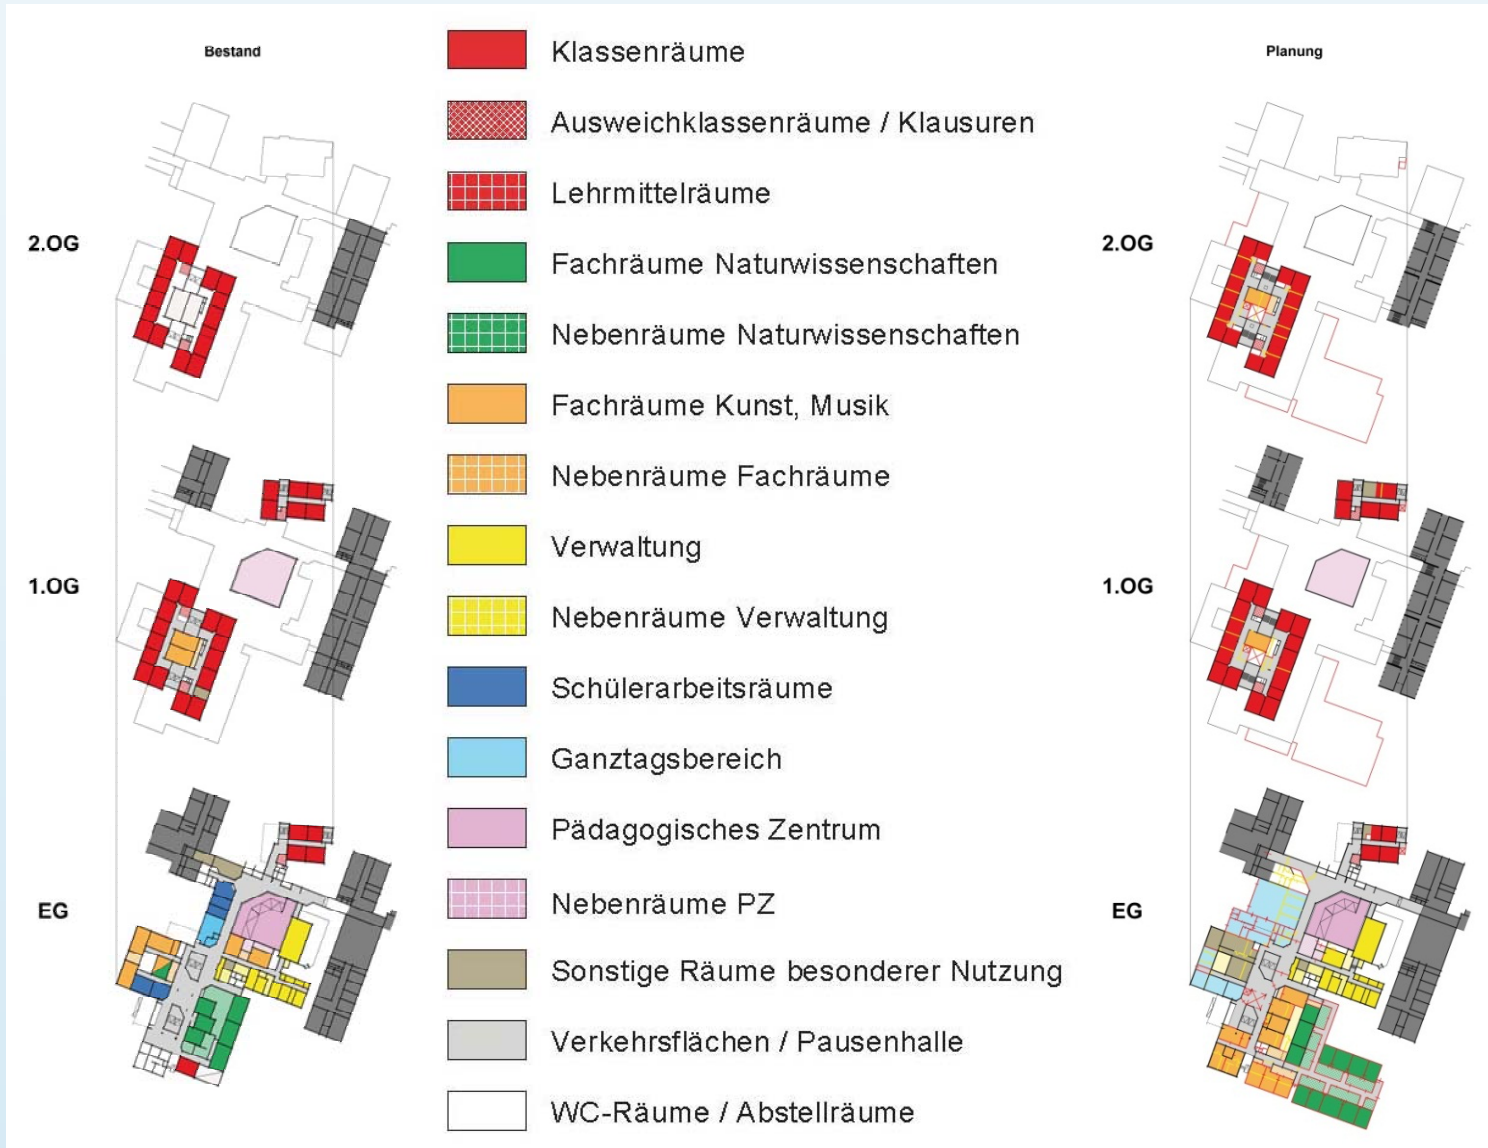 Bestand
2.OG
1.OG
EG
Klassenräume
Ausweichklassenräume / Klausuren
Lehrmittelräume
Fachräume Naturwissenschaften
Nebenräume Naturwissenschaften
Fachräume Kunst, Musik
Nebenräume Fachräume
Verwaltung
Nebenräume Verwaltung
Schülerarbeitsräume
Ganztagsbereich
Pädagogisches Zentrum
Nebenräume PZ
Sonstige Räume besonderer Nutzung
Verkehrsflächen / Pausenhalle
WC-Räume / Abstellräume
Planung
2.OG
1.OG
EG